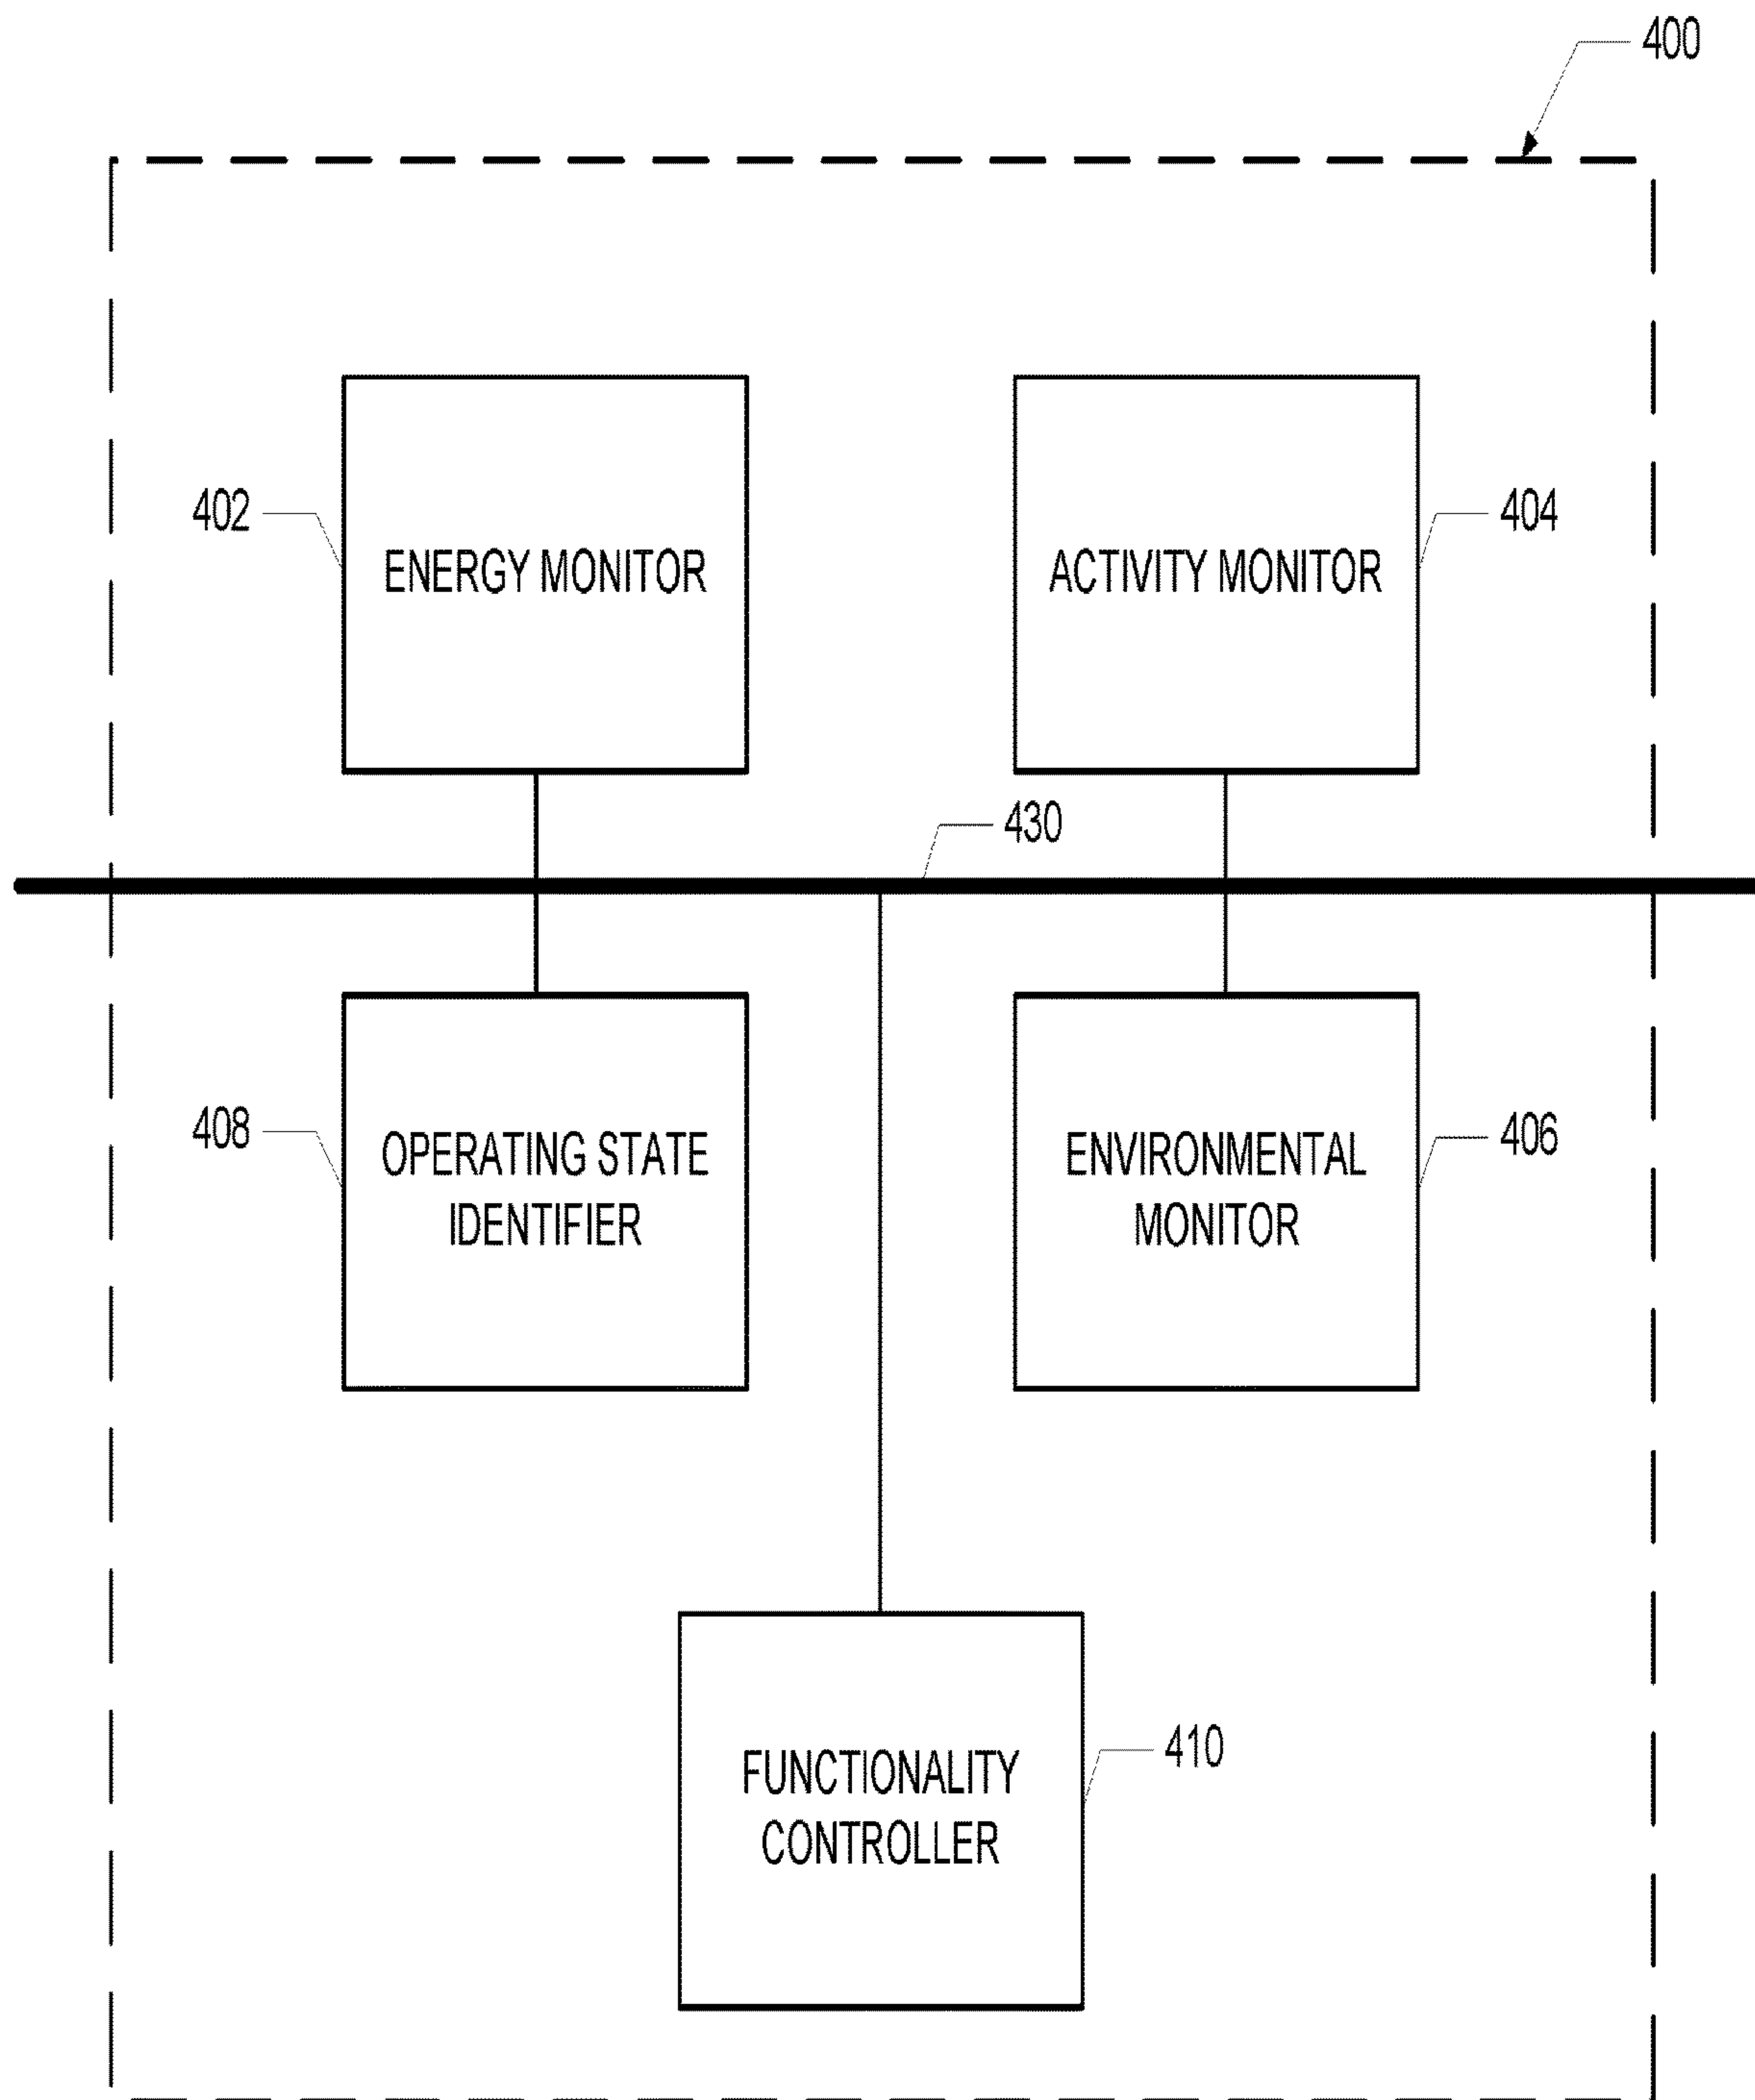 400
402
ENERGY MONITOR
ACTIVITY MONITOR
404
430
408
OPERATING STATE
IDENTIFIER
ENVIRONMENTAL
MONITOR
406
FUNCTIONALITY
CONTROLLER
410